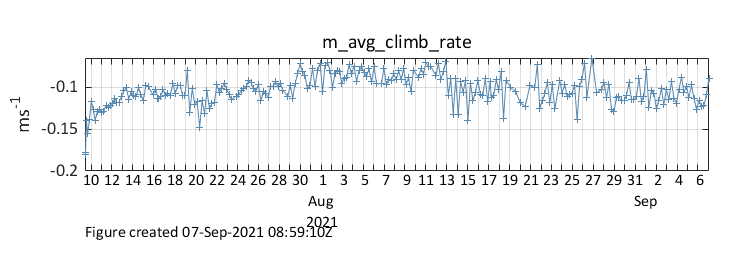 m_avg_climb_rate
ms-1
-0.1
-0.15
-0.2
10 12 14 16 18 20 22 24 26 28 30 1 3 5 7 9 11 13 15 17 19 21 23 25 27 29 31 2 4 6
Aug Sep
2021
Figure created 07-Sep-2021 08:59:10Z